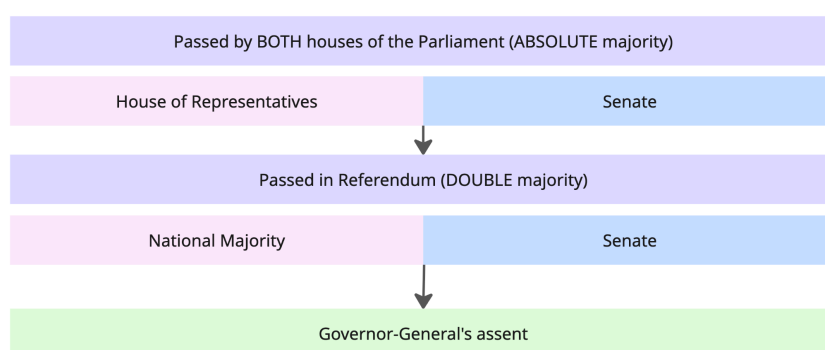 Passed by BOTH houses of the Parliament (ABSOLUTE majority)
House of Representatives
Senate
Passed in Referendum (DOUBLE majority)
National Majority
Senate
Governor-General's assent